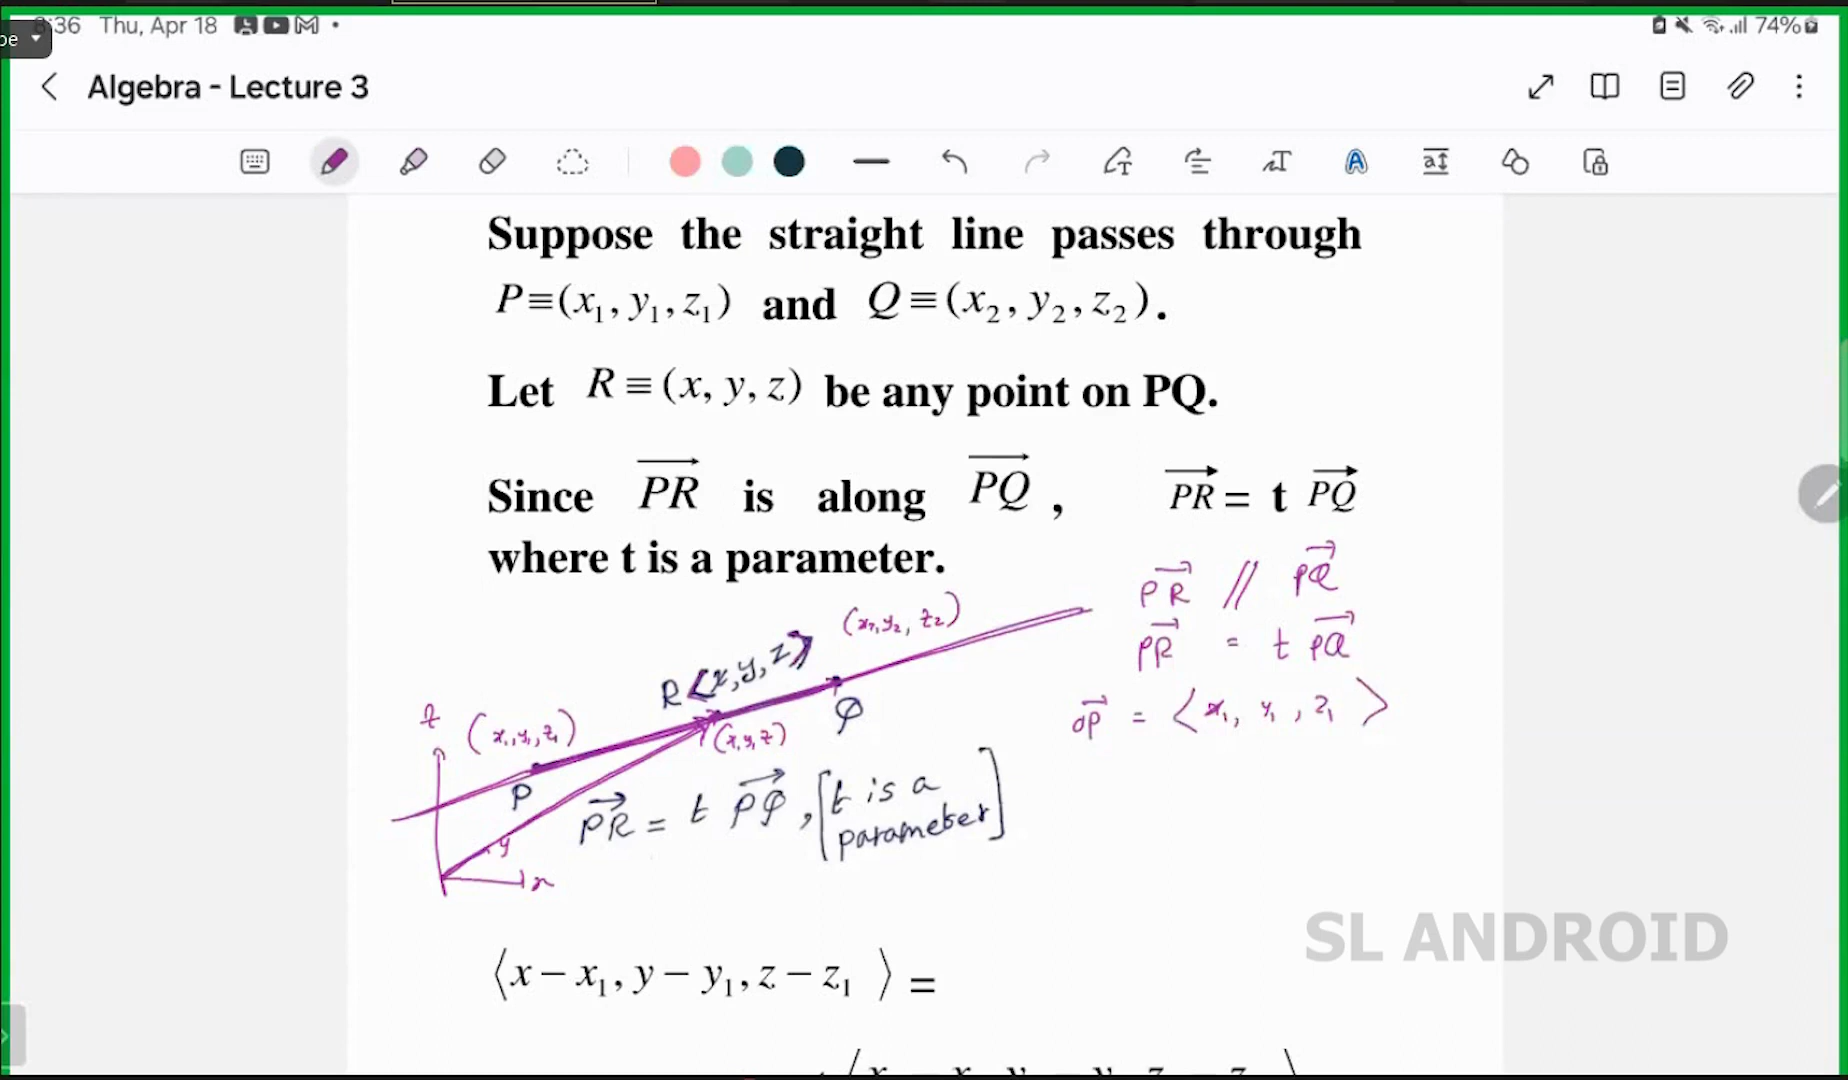 8:36 Thu, Apr 18 74%
Algebra - Lecture 3
Suppose the straight line passes through
P≡(x₁, y₁, z₁) and Q≡(x₂, y₂, z₂).
Let R≡(x, y, z) be any point on PQ.
Since PR⃗ is along PQ⃗ , PR⃗ = t PQ⃗
where t is a parameter.
PR⃗ // PQ⃗
PR⃗ = t PQ⃗
OP⃗ = ⟨x₁, y₁, z₁⟩
(x₂, y₂, z₂)
R⟨x, y, z⟩
Q
z
(x₁, y₁, z₁)
(x, y, z)
P
PR⃗ = t PQ⃗, [t is a
parameter]
y
x
SL ANDROID
⟨x − x₁, y − y₁, z − z₁⟩ =